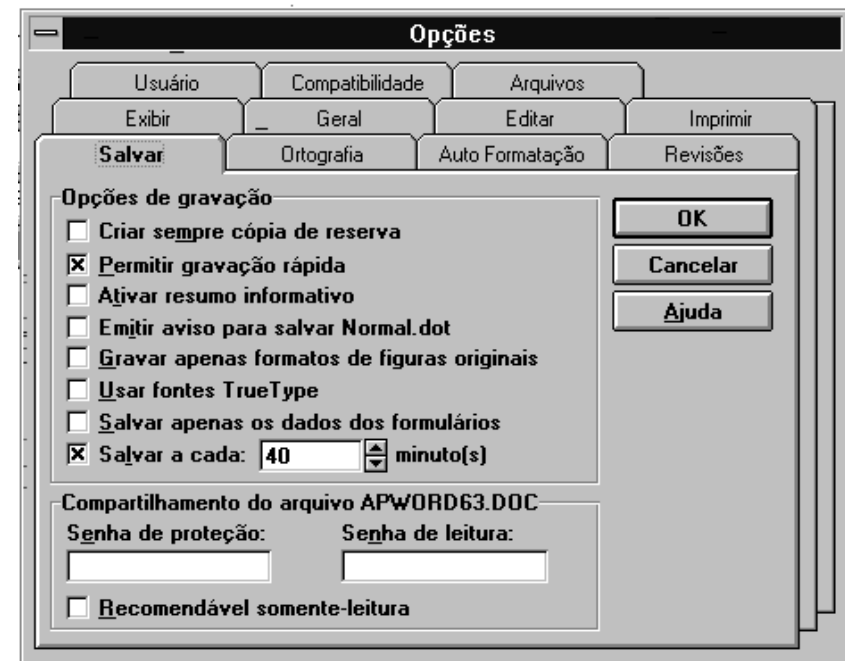 Opções
Usuário Compatibilidade Arquivos
Exibir Geral Editar Imprimir
Salvar Ortografia Auto Formatação Revisões
Opções de gravação
Criar sempre cópia de reserva
Permitir gravação rápida
Ativar resumo informativo
Emitir aviso para salvar Normal.dot
Gravar apenas formatos de figuras originais
Usar fontes TrueType
Salvar apenas os dados dos formulários
Salvar a cada: 40 minuto(s)
OK
Cancelar
Ajuda
Compartilhamento do arquivo APWORD63.DOC
Senha de proteção: Senha de leitura:
Recomendável somente-leitura